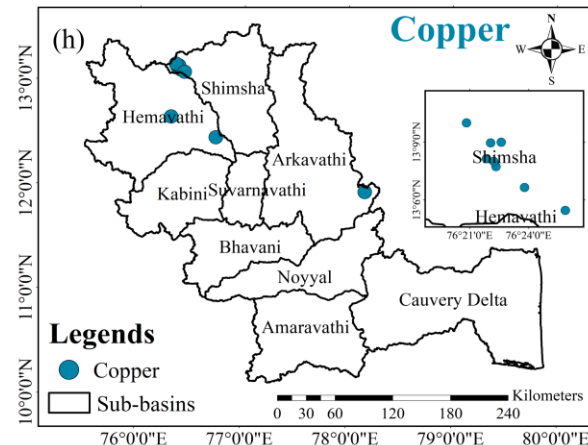 (h)
Copper
N
W E
S
13°0'0"N
12°0'0"N
11°0'0"N
10°0'0"N
Shimsha
Hemavathi
Arkavathi
Kabini
Suvarnavathi
Bhavani
Noyyal
Cauvery Delta
Amaravathi
13°9'0"N
13°6'0"N
Shimsha
Hemavathi
76°21'0"E 76°24'0"E
Legends
Copper
Sub-basins
Kilometers
0 15 30 60 120 180 240
76°0'0"E 77°0'0"E 78°0'0"E 79°0'0"E 80°0'0"E